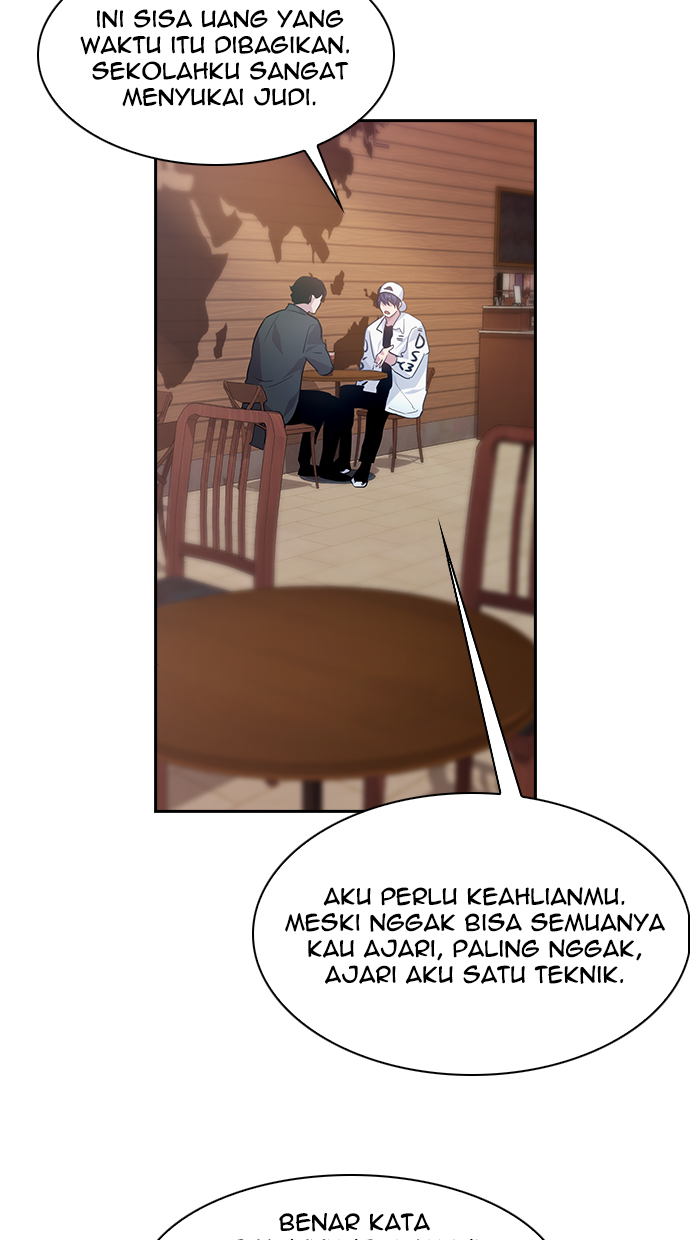 INI SISA UANG YANG
WAKTU ITU DIBAGIKAN.
SEKOLAHKU SANGAT
MENYUKAI JUDI.
AKU PERLU KEAHLIANMU.
MESKI NGGAK BISA SEMUANYA
KAU AJARI, PALING NGGAK,
AJARI AKU SATU TEKNIK.
BENAR KATA